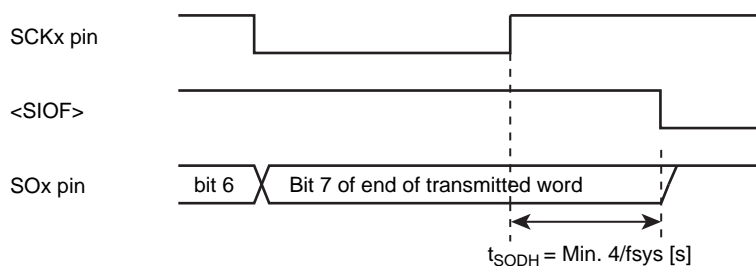 SCKx pin
<SIOF>
SOx pin
bit 6
Bit 7 of end of transmitted word
tSODH = Min. 4/fsys [s]